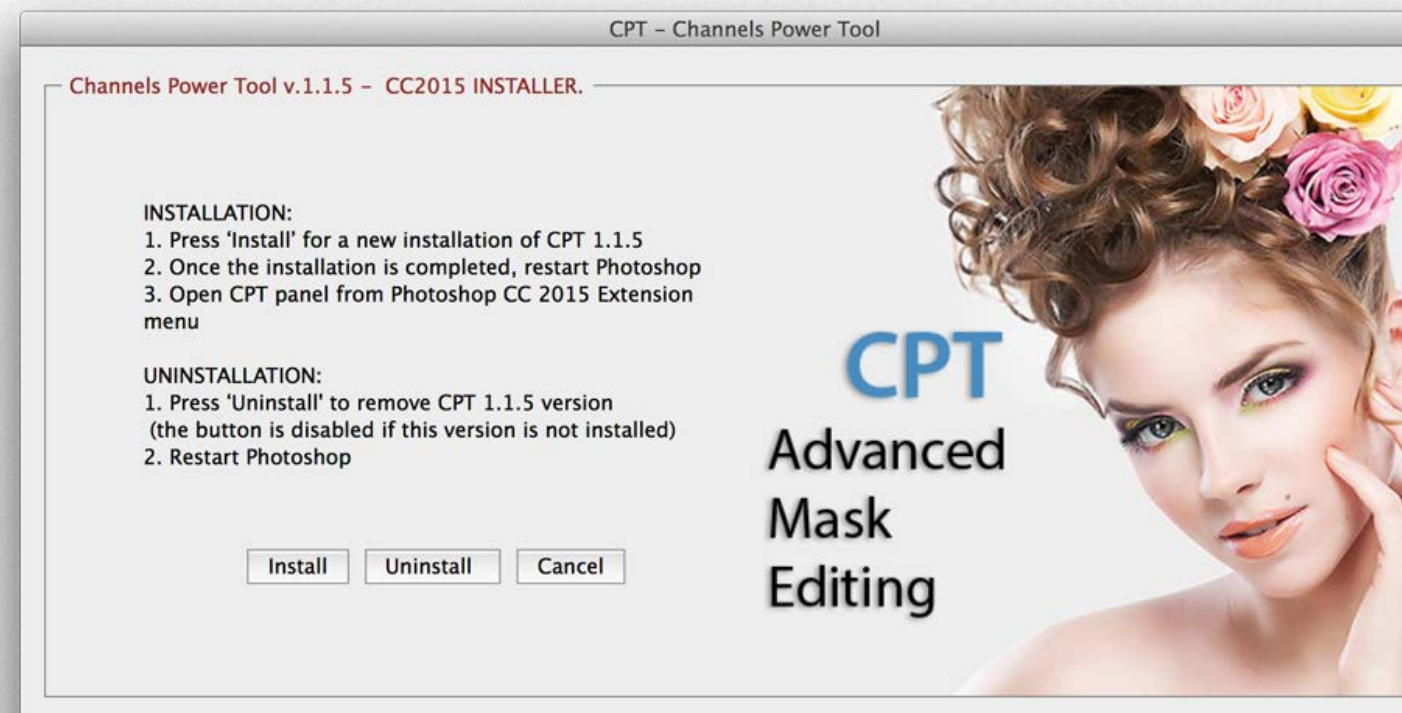 CPT – Channels Power Tool
Channels Power Tool v.1.1.5 – CC2015 INSTALLER.
INSTALLATION:
1. Press ‘Install’ for a new installation of CPT 1.1.5
2. Once the installation is completed, restart Photoshop
3. Open CPT panel from Photoshop CC 2015 Extension
menu
UNINSTALLATION:
1. Press 'Uninstall' to remove CPT 1.1.5 version
(the button is disabled if this version is not installed)
2. Restart Photoshop
Install Uninstall Cancel
CPT
Advanced
Mask
Editing